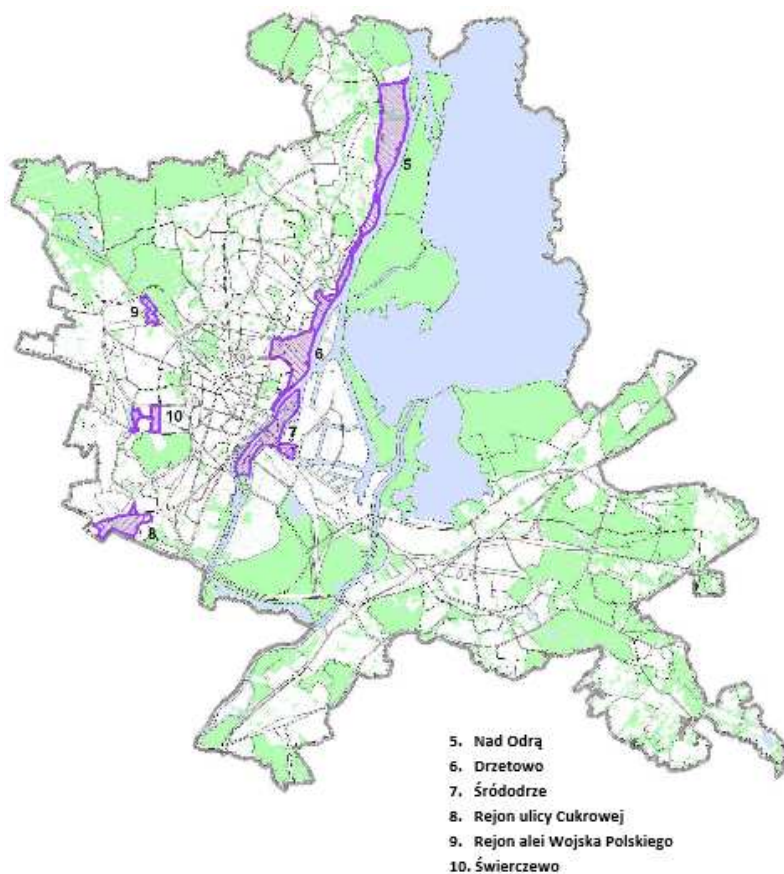 5
9
6
10
7
8
5. Nad Odrą
6. Drzetowo
7. Śródodrze
8. Rejon ulicy Cukrowej
9. Rejon alei Wojska Polskiego
10. Świerczewo